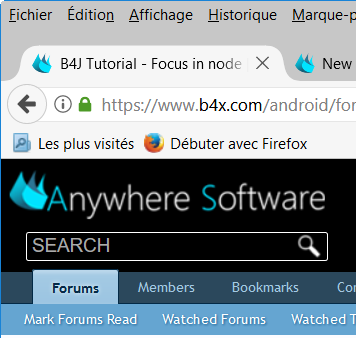 Fichier Édition Affichage Historique Marque-p
B4J Tutorial - Focus in node New
https://www.b4x.com/android/for
Les plus visités Débuter avec Firefox
Anywhere Software
SEARCH
Forums Members Bookmarks Co
Mark Forums Read Watched Forums Watched T